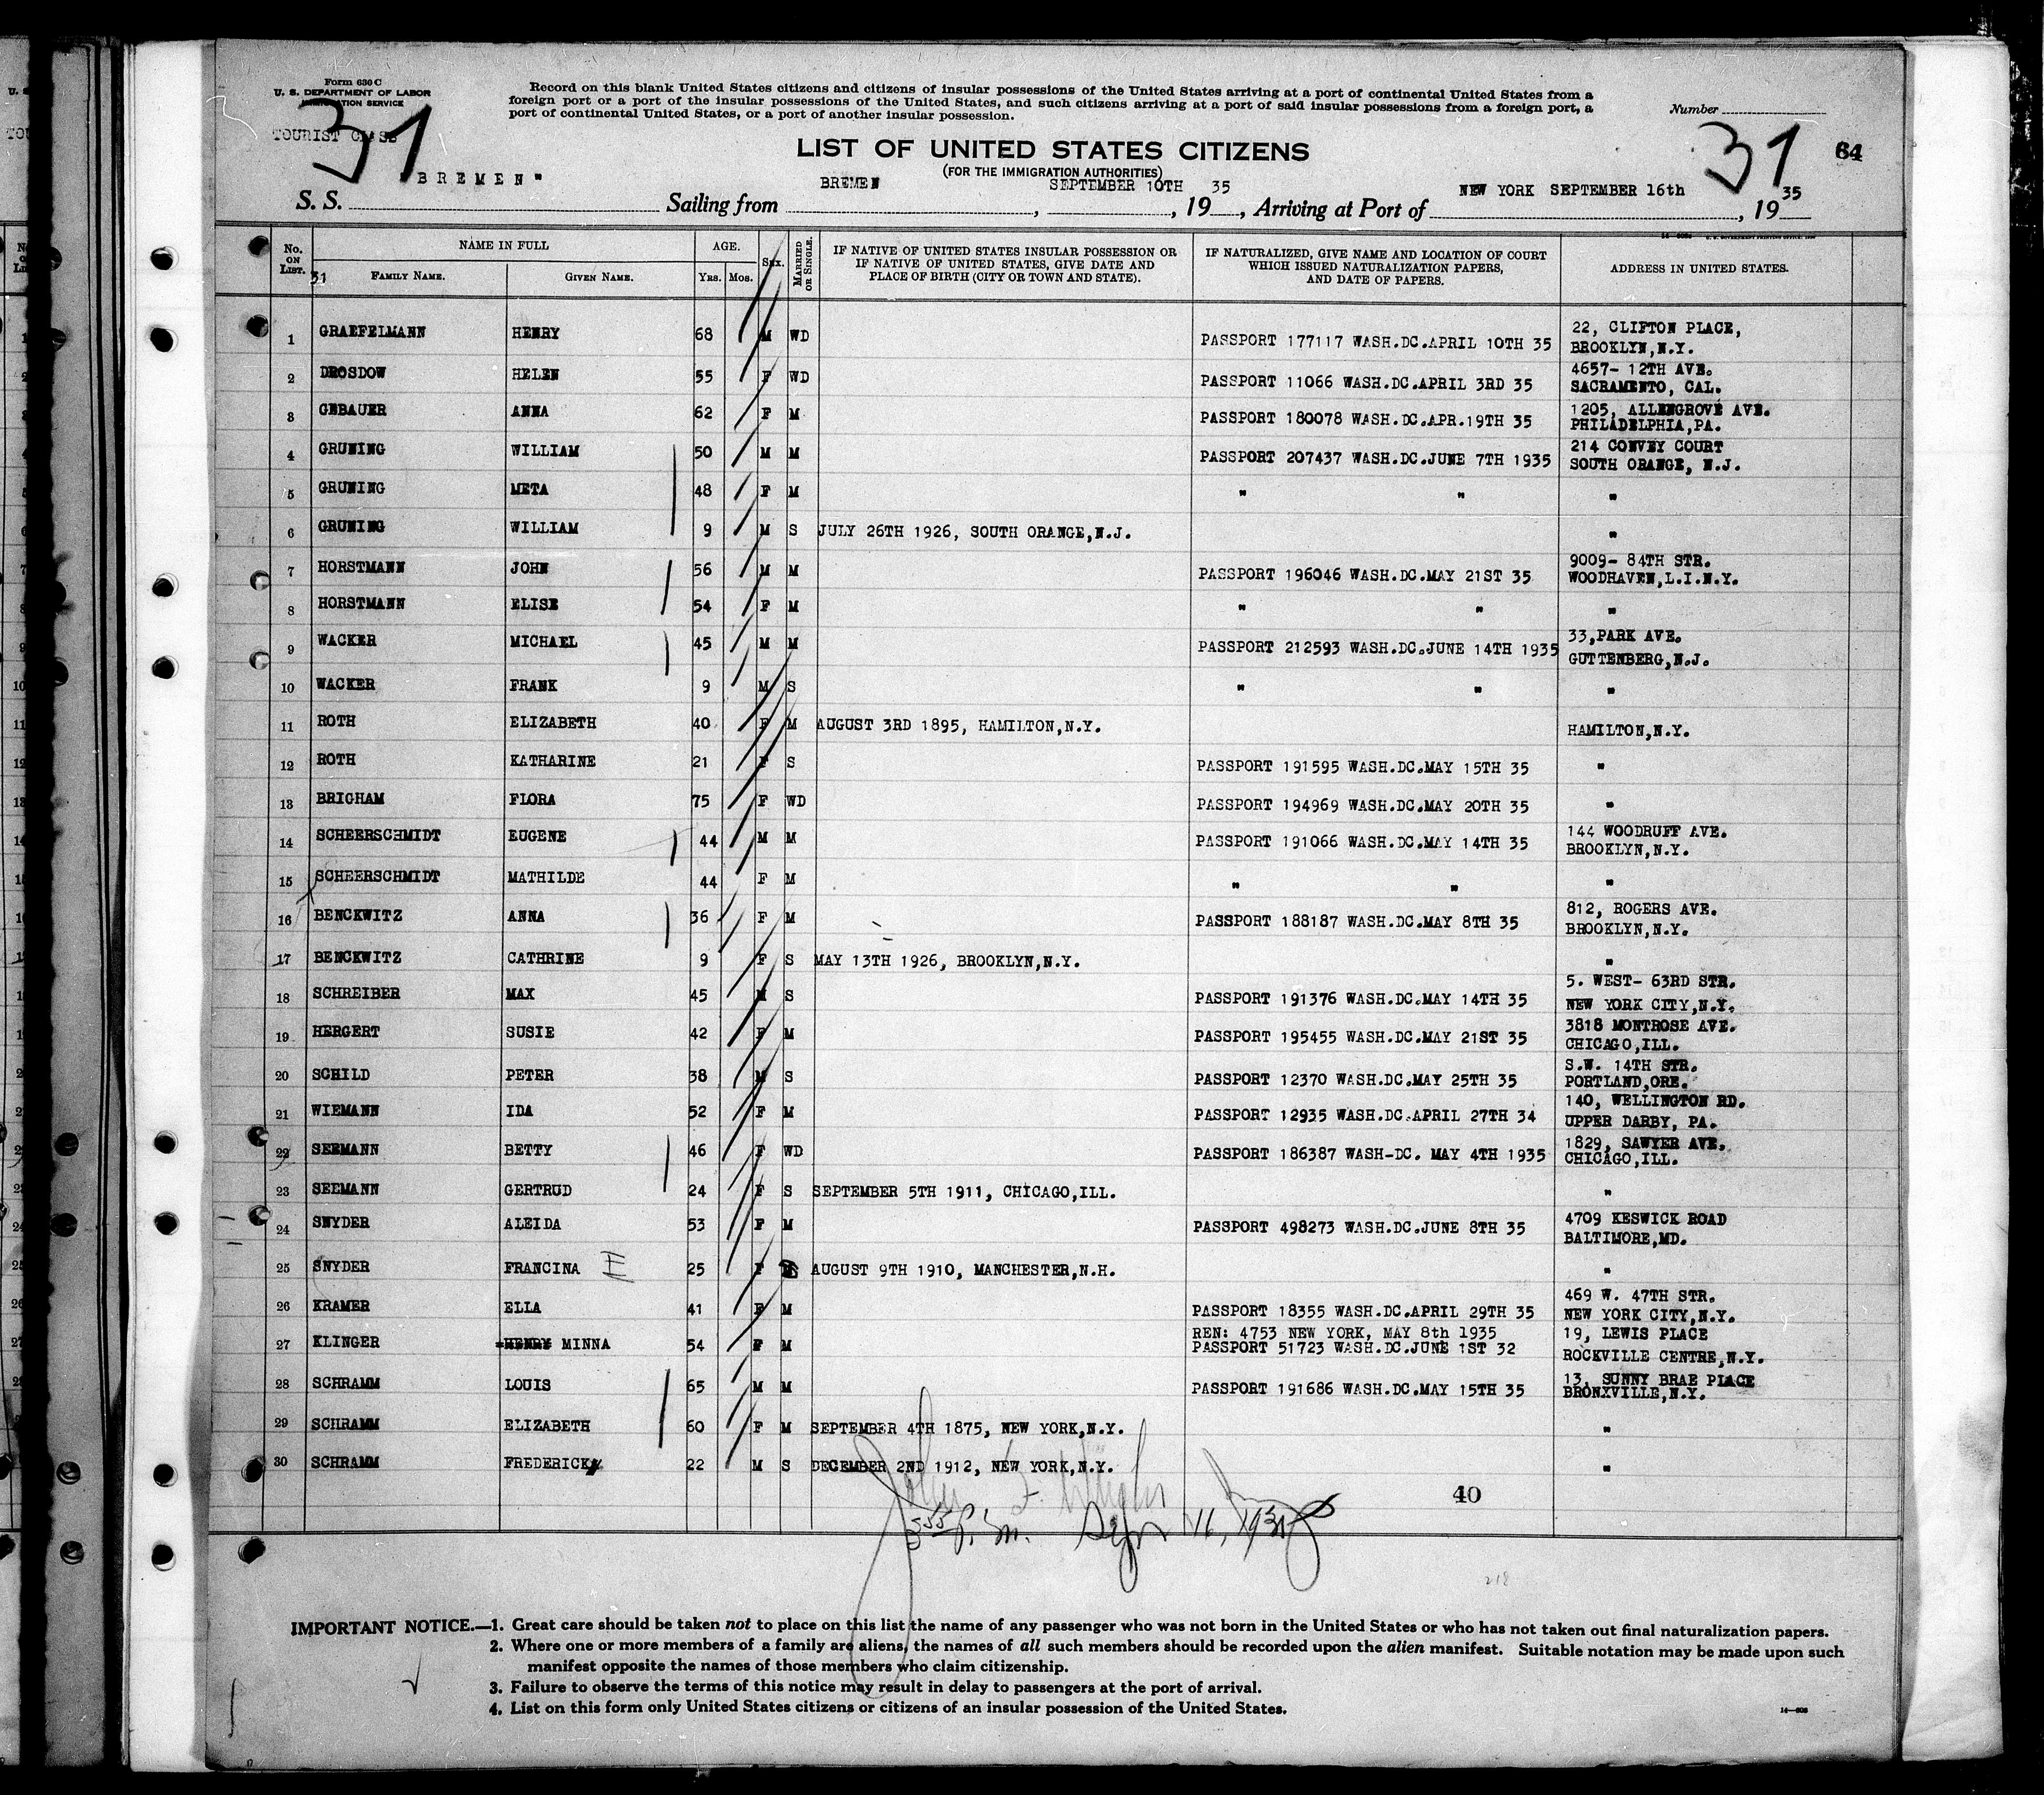 Form 630 C
U. S. DEPARTMENT OF LABOR
IMMIGRATION SERVICE
TOURIST CLASS
31
Record on this blank United States citizens and citizens of insular possessions of the United States arriving at a port of continental United States from a
foreign port or a port of the insular possessions of the United States, and such citizens arriving at a port of said insular possessions from a foreign port, a
port of continental United States, or a port of another insular possession.
Number
31
64
LIST OF UNITED STATES CITIZENS
(FOR THE IMMIGRATION AUTHORITIES)
S. S. "BREMEN" Sailing from BREMEN, SEPTEMBER 10TH, 1935, Arriving at Port of NEW YORK SEPTEMBER 16th, 1935
No. ON LIST. NAME IN FULL FAMILY NAME. GIVEN NAME. AGE. Yrs. Mos. SEX. MARRIED OR SINGLE. IF NATIVE OF UNITED STATES INSULAR POSSESSION OR IF NATIVE OF UNITED STATES, GIVE DATE AND PLACE OF BIRTH (CITY OR TOWN AND STATE). IF NATURALIZED, GIVE NAME AND LOCATION OF COURT WHICH ISSUED NATURALIZATION PAPERS, AND DATE OF PAPERS. ADDRESS IN UNITED STATES.
31
1 GRAEFELMANN HENRY 68 M WD PASSPORT 177117 WASH.DC.APRIL 10TH 35 22, CLIFTON PLACE, BROOKLYN,N.Y.
2 DROSDOW HELEN 55 F WD PASSPORT 11066 WASH.DC.APRIL 3RD 35 4657- 12TH AVE. SACRAMENTO, CAL.
3 GEBAUER ANNA 62 F M PASSPORT 180078 WASH.DC.APR.19TH 35 1205, ALLENGROVE AVE. PHILADELPHIA,PA.
4 GRUNING WILLIAM 50 M M PASSPORT 207437 WASH.DC.JUNE 7TH 1935 214 CONVEY COURT SOUTH ORANGE, N.J.
5 GRUNING META 48 F M " " "
6 GRUNING WILLIAM 9 M S JULY 26TH 1926, SOUTH ORANGE,N.J. "
7 HORSTMANN JOHN 56 M M PASSPORT 196046 WASH.DC.MAY 21ST 35 9009- 84TH STR. WOODHAVEN,L.I.N.Y.
8 HORSTMANN ELISE 54 F M " " "
9 WACKER MICHAEL 45 M M PASSPORT 212593 WASH.DC.JUNE 14TH 1935 33,PARK AVE. GUTTENBERG,N.J.
10 WACKER FRANK 9 M S " " "
11 ROTH ELIZABETH 40 F M AUGUST 3RD 1895, HAMILTON,N.Y. HAMILTON,N.Y.
12 ROTH KATHARINE 21 F S PASSPORT 191595 WASH.DC.MAY 15TH 35 "
13 BRIGHAM FLORA 75 F WD PASSPORT 194969 WASH.DC.MAY 20TH 35 "
14 SCHEERSCHMIDT EUGENE 44 M M PASSPORT 191066 WASH.DC.MAY 14TH 35 144 WOODRUFF AVE. BROOKLYN,N.Y.
15 SCHEERSCHMIDT MATHILDE 44 F M " " "
16 BENCKWITZ ANNA 36 F M PASSPORT 188187 WASH.DC.MAY 8TH 35 812, ROGERS AVE. BROOKLYN,N.Y.
17 BENCKWITZ CATHRINE 9 F S MAY 13TH 1926, BROOKLYN,N.Y. "
18 SCHREIBER MAX 45 M S PASSPORT 191376 WASH.DC.MAY 14TH 35 5. WEST- 63RD STR. NEW YORK CITY,N.Y.
19 HERGERT SUSIE 42 F M PASSPORT 195455 WASH.DC.MAY 21ST 35 3818 MONTROSE AVE. CHICAGO,ILL.
20 SCHILD PETER 38 M S PASSPORT 12370 WASH.DC.MAY 25TH 35 S.W. 14TH STR. PORTLAND,ORE.
21 WIEMANN IDA 52 F M PASSPORT 12935 WASH.DC.APRIL 27TH 34 140, WELLINGTON RD. UPPER DARBY, PA.
22 SEEMANN BETTY 46 F WD PASSPORT 186387 WASH-DC. MAY 4TH 1935 1829, SAWYER AVE, CHICAGO,ILL.
23 SEEMANN GERTRUD 24 F S SEPTEMBER 5TH 1911, CHICAGO,ILL. "
24 SNYDER ALEIDA 53 F M PASSPORT 498273 WASH.DC.JUNE 8TH 35 4709 KESWICK ROAD BALTIMORE,MD.
25 SNYDER FRANCINA E 25 F S AUGUST 9TH 1910, MANCHESTER,N.H. "
26 KRAMER ELLA 41 F M PASSPORT 18355 WASH.DC.APRIL 29TH 35 469 W. 47TH STR. NEW YORK CITY,N.Y.
27 KLINGER HENRY MINNA 54 F M REN: 4753 NEW YORK, MAY 8th 1935 PASSPORT 51723 WASH.DC.JUNE 1ST 32 19, LEWIS PLACE ROCKVILLE CENTRE,N.Y.
28 SCHRAMM LOUIS 65 M M PASSPORT 191686 WASH.DC.MAY 15TH 35 13, SUNNY BRAE PLACE BRONXVILLE,N.Y.
29 SCHRAMM ELIZABETH 60 F M SEPTEMBER 4TH 1875, NEW YORK,N.Y. "
30 SCHRAMM FREDERICK 22 M S DECEMBER 2ND 1912, NEW YORK,N.Y. "
40
P.m. Sept 16, 1935
218
IMPORTANT NOTICE.—1. Great care should be taken not to place on this list the name of any passenger who was not born in the United States or who has not taken out final naturalization papers.
2. Where one or more members of a family are aliens, the names of all such members should be recorded upon the alien manifest. Suitable notation may be made upon such
manifest opposite the names of those members who claim citizenship.
3. Failure to observe the terms of this notice may result in delay to passengers at the port of arrival.
4. List on this form only United States citizens or citizens of an insular possession of the United States.